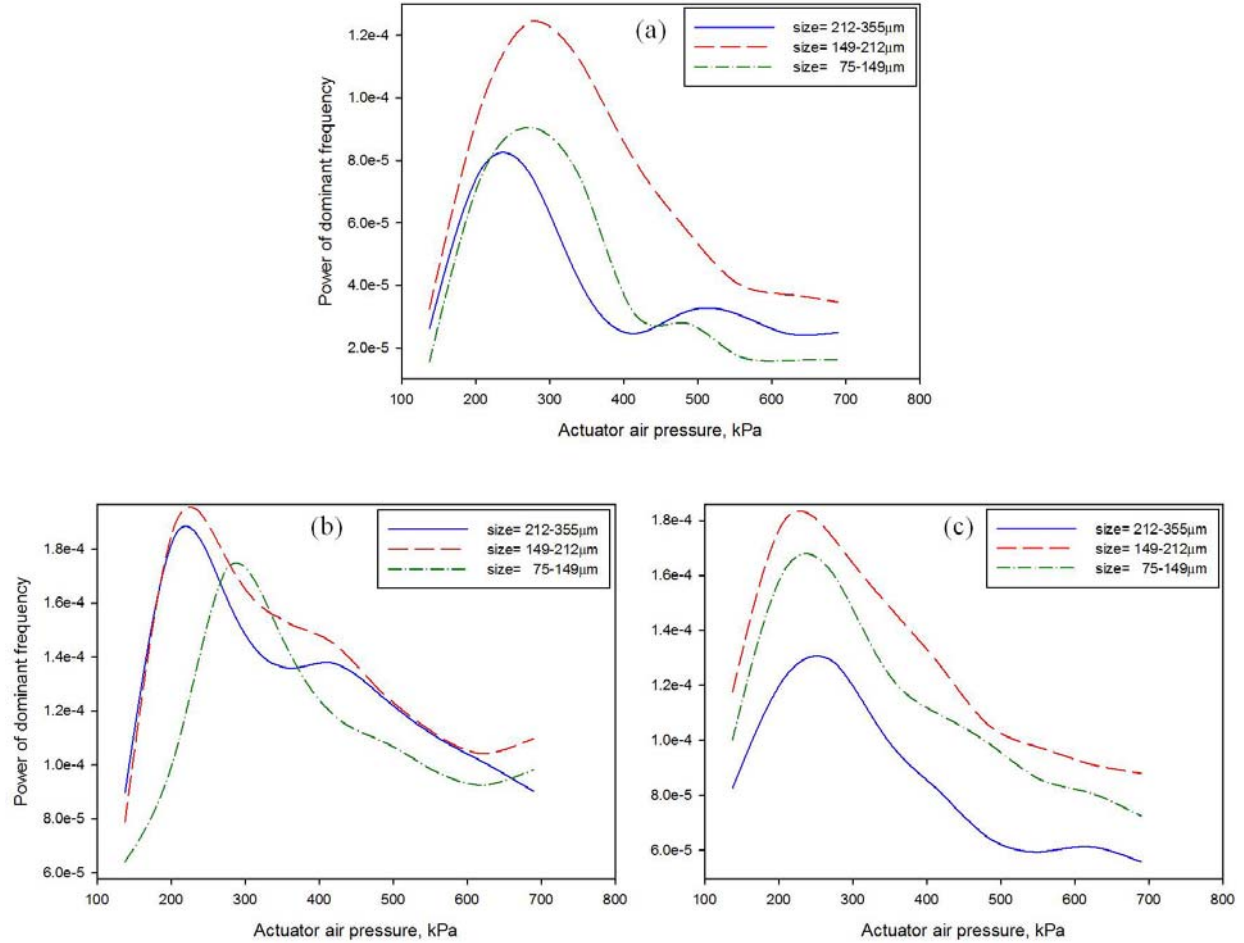 Power of dominant frequency
1.2e-4
1.0e-4
8.0e-5
6.0e-5
4.0e-5
2.0e-5
(a)
size= 212-355μm
size= 149-212μm
size= 75-149μm
100 200 300 400 500 600 700 800
Actuator air pressure, kPa
Power of dominant frequency
1.8e-4
1.6e-4
1.4e-4
1.2e-4
1.0e-4
8.0e-5
6.0e-5
(b)
size= 212-355μm
size= 149-212μm
size= 75-149μm
100 200 300 400 500 600 700 800
Actuator air pressure, kPa
1.8e-4
1.6e-4
1.4e-4
1.2e-4
1.0e-4
8.0e-5
6.0e-5
(c)
size= 212-355μm
size= 149-212μm
size= 75-149μm
100 200 300 400 500 600 700 800
Actuator air pressure, kPa